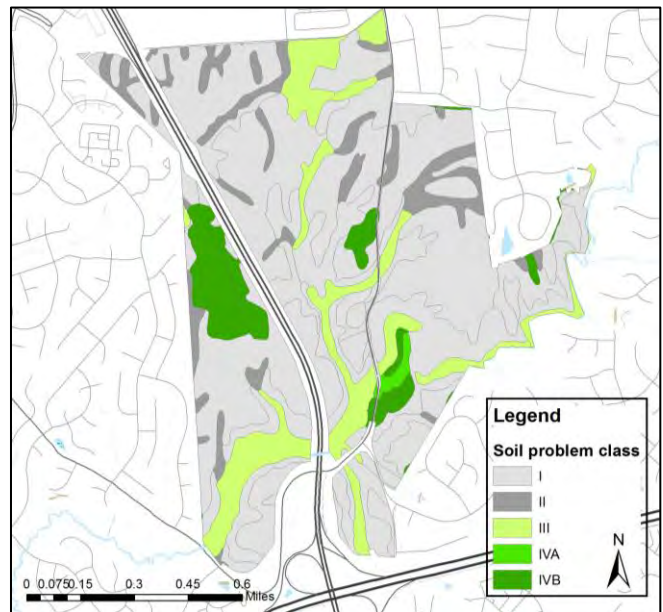 Legend
Soil problem class
I
II
III
IVA
IVB
N
0 0.075 0.15 0.3 0.45 0.6
Miles